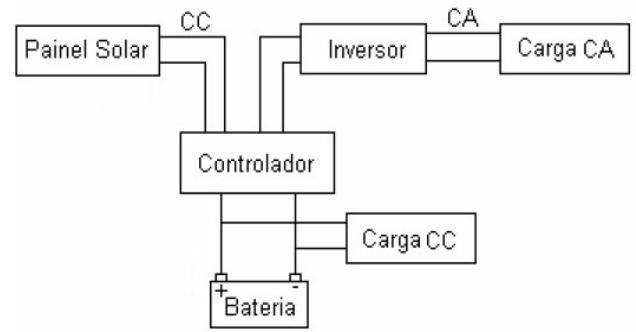 CC
CA
Painel Solar
Inversor
Carga CA
Controlador
Carga CC
+ -
Bateria